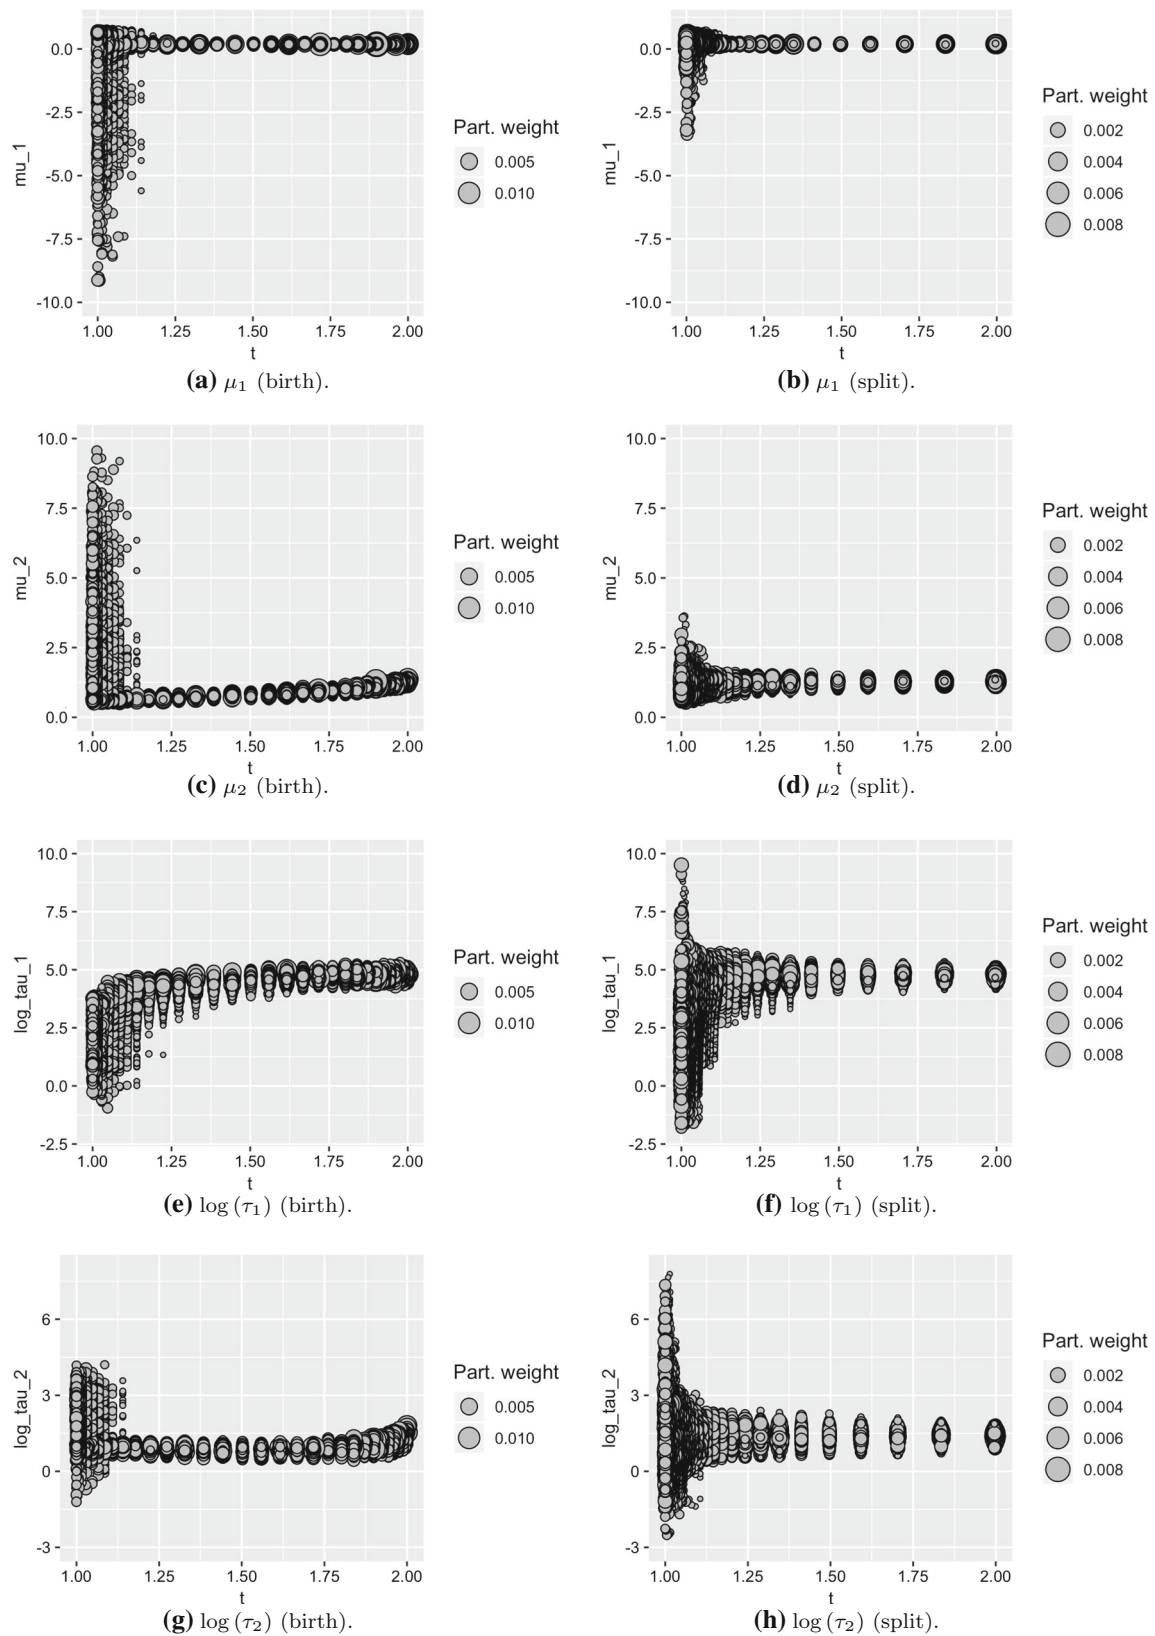 0.0
-2.5
-5.0
-7.5
-10.0
mu_1
1.00 1.25 1.50 1.75 2.00
t
Part. weight
0.005
0.010
(a) μ₁ (birth).
0.0
-2.5
-5.0
-7.5
-10.0
mu_1
1.00 1.25 1.50 1.75 2.00
t
Part. weight
0.002
0.004
0.006
0.008
(b) μ₁ (split).
10.0
7.5
5.0
2.5
0.0
mu_2
1.00 1.25 1.50 1.75 2.00
t
Part. weight
0.005
0.010
(c) μ₂ (birth).
10.0
7.5
5.0
2.5
0.0
mu_2
1.00 1.25 1.50 1.75 2.00
t
Part. weight
0.002
0.004
0.006
0.008
(d) μ₂ (split).
10.0
7.5
5.0
2.5
0.0
-2.5
log_tau_1
1.00 1.25 1.50 1.75 2.00
t
Part. weight
0.005
0.010
(e) log (τ₁) (birth).
10.0
7.5
5.0
2.5
0.0
-2.5
log_tau_1
1.00 1.25 1.50 1.75 2.00
t
Part. weight
0.002
0.004
0.006
0.008
(f) log (τ₁) (split).
6
3
0
-3
log_tau_2
1.00 1.25 1.50 1.75 2.00
t
Part. weight
0.005
0.010
(g) log (τ₂) (birth).
6
3
0
-3
log_tau_2
1.00 1.25 1.50 1.75 2.00
t
Part. weight
0.002
0.004
0.006
0.008
(h) log (τ₂) (split).